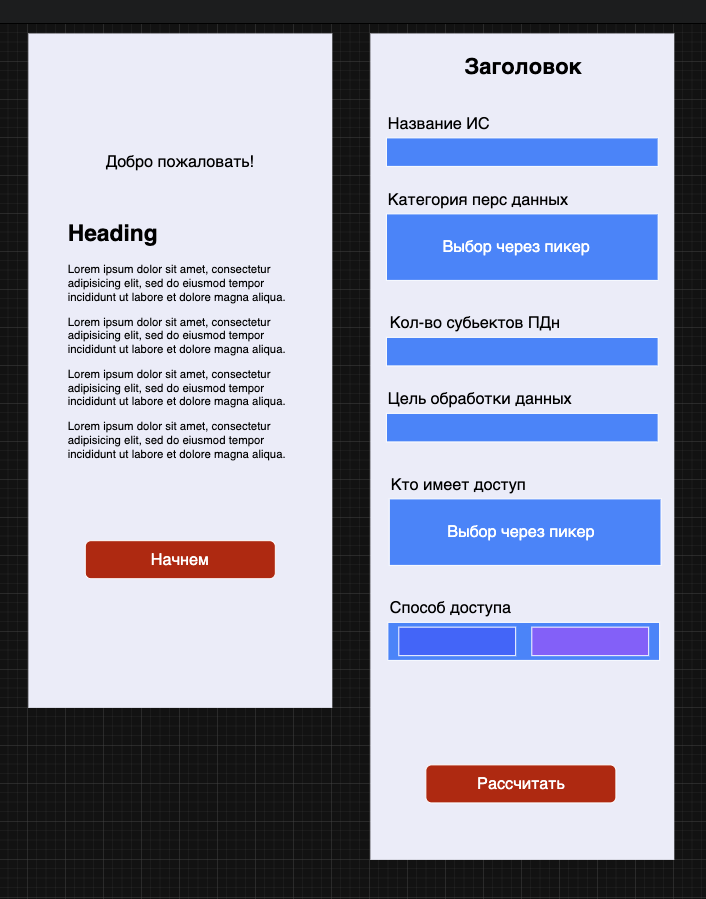 Добро пожаловать!
Heading
Lorem ipsum dolor sit amet, consectetur
adipisicing elit, sed do eiusmod tempor
incididunt ut labore et dolore magna aliqua.
Lorem ipsum dolor sit amet, consectetur
adipisicing elit, sed do eiusmod tempor
incididunt ut labore et dolore magna aliqua.
Lorem ipsum dolor sit amet, consectetur
adipisicing elit, sed do eiusmod tempor
incididunt ut labore et dolore magna aliqua.
Lorem ipsum dolor sit amet, consectetur
adipisicing elit, sed do eiusmod tempor
incididunt ut labore et dolore magna aliqua.
Начнем
Заголовок
Название ИС
Категория перс данных
Выбор через пикер
Кол-во субьектов ПДн
Цель обработки данных
Кто имеет доступ
Выбор через пикер
Способ доступа
Рассчитать